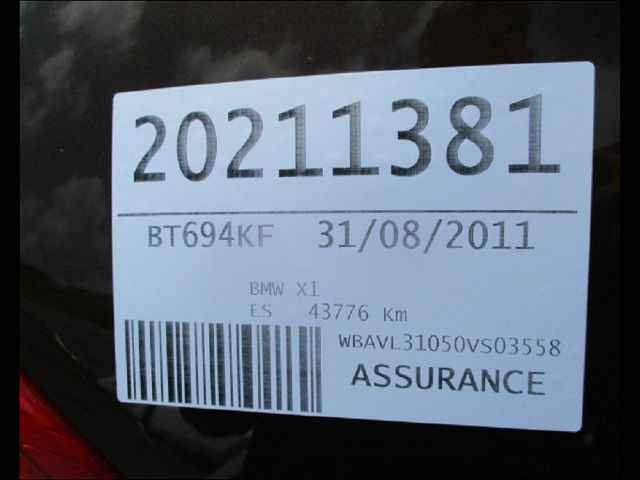 20211381
BT694KF 31/08/2011
BMW X1
ES 43776 Km
WBAVL31050VS03558
ASSURANCE